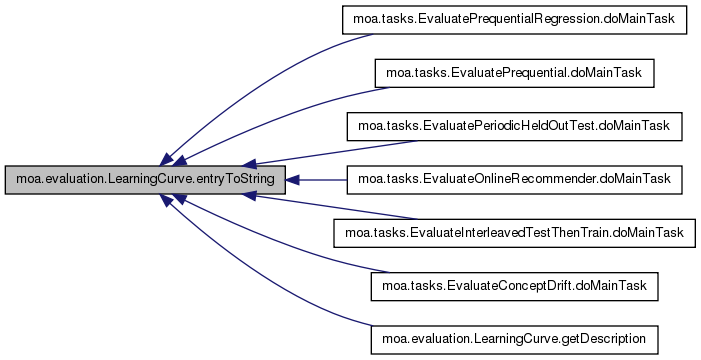 moa.tasks.EvaluatePrequentialRegression.doMainTask
moa.tasks.EvaluatePrequential.doMainTask
moa.tasks.EvaluatePeriodicHeldOutTest.doMainTask
moa.evaluation.LearningCurve.entryToString
moa.tasks.EvaluateOnlineRecommender.doMainTask
moa.tasks.EvaluateInterleavedTestThenTrain.doMainTask
moa.tasks.EvaluateConceptDrift.doMainTask
moa.evaluation.LearningCurve.getDescription